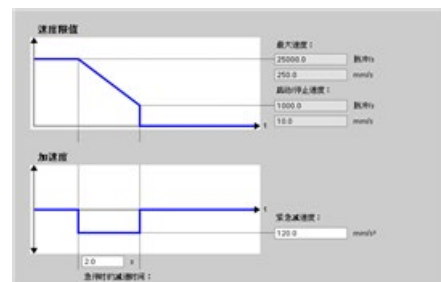 速度限值
最大速度：
25000.0 脉冲/s
250.0 mm/s
启动/停止速度：
1000.0 脉冲/s
10.0 mm/s
t
加速度
t
紧急减速度：
120.0 mm/s²
2.0 s
急停时的减速时间：